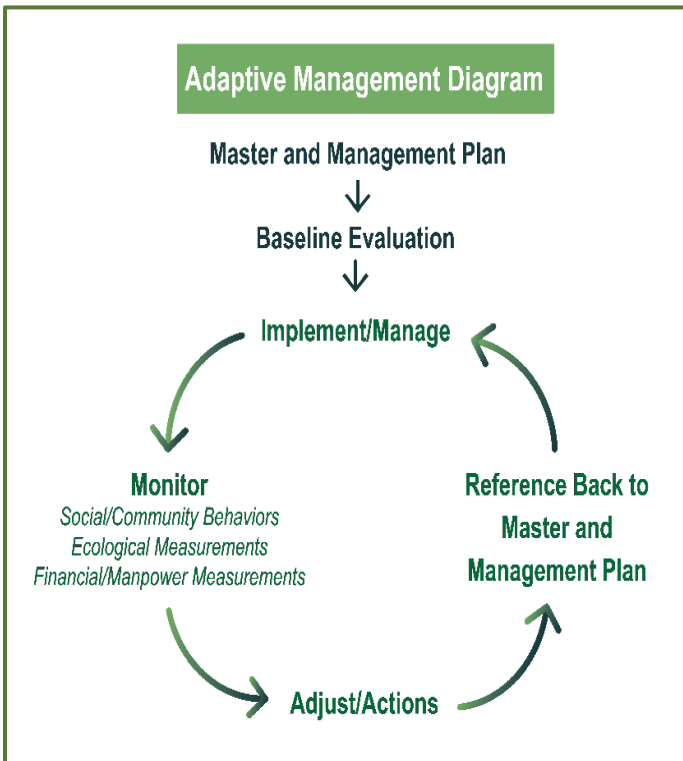 Adaptive Management Diagram
Master and Management Plan
Baseline Evaluation
Implement/Manage
Monitor
Social/Community Behaviors
Ecological Measurements
Financial/Manpower Measurements
Reference Back to
Master and
Management Plan
Adjust/Actions